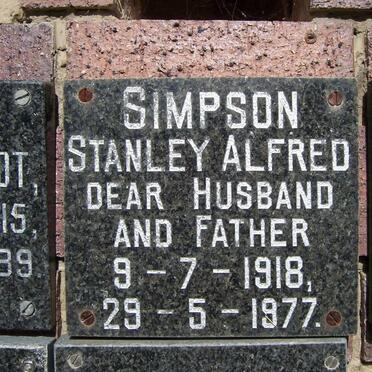 SIMPSON
STANLEY ALFRED
DEAR HUSBAND
AND FATHER
9 - 7 - 1918,
29 - 5 - 1977.